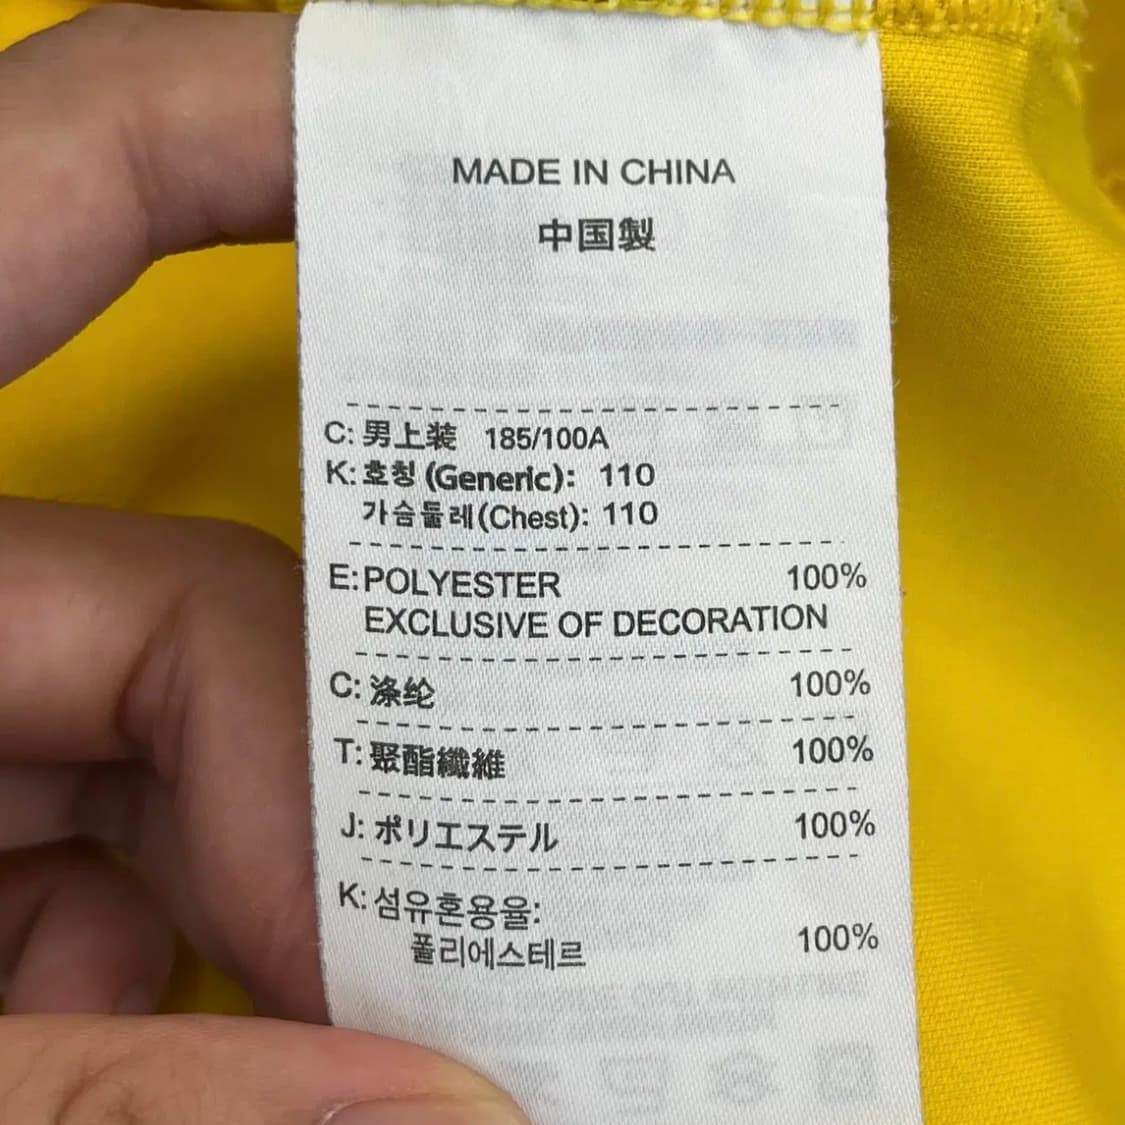 MADE IN CHINA
中国製
C: 男上装 185/100A
K: 호칭 (Generic): 110
가슴둘레(Chest): 110
E: POLYESTER 100%
EXCLUSIVE OF DECORATION
C: 涤纶 100%
T: 聚酯纖維 100%
J: ポリエステル 100%
K: 섬유혼용율:
폴리에스테르 100%